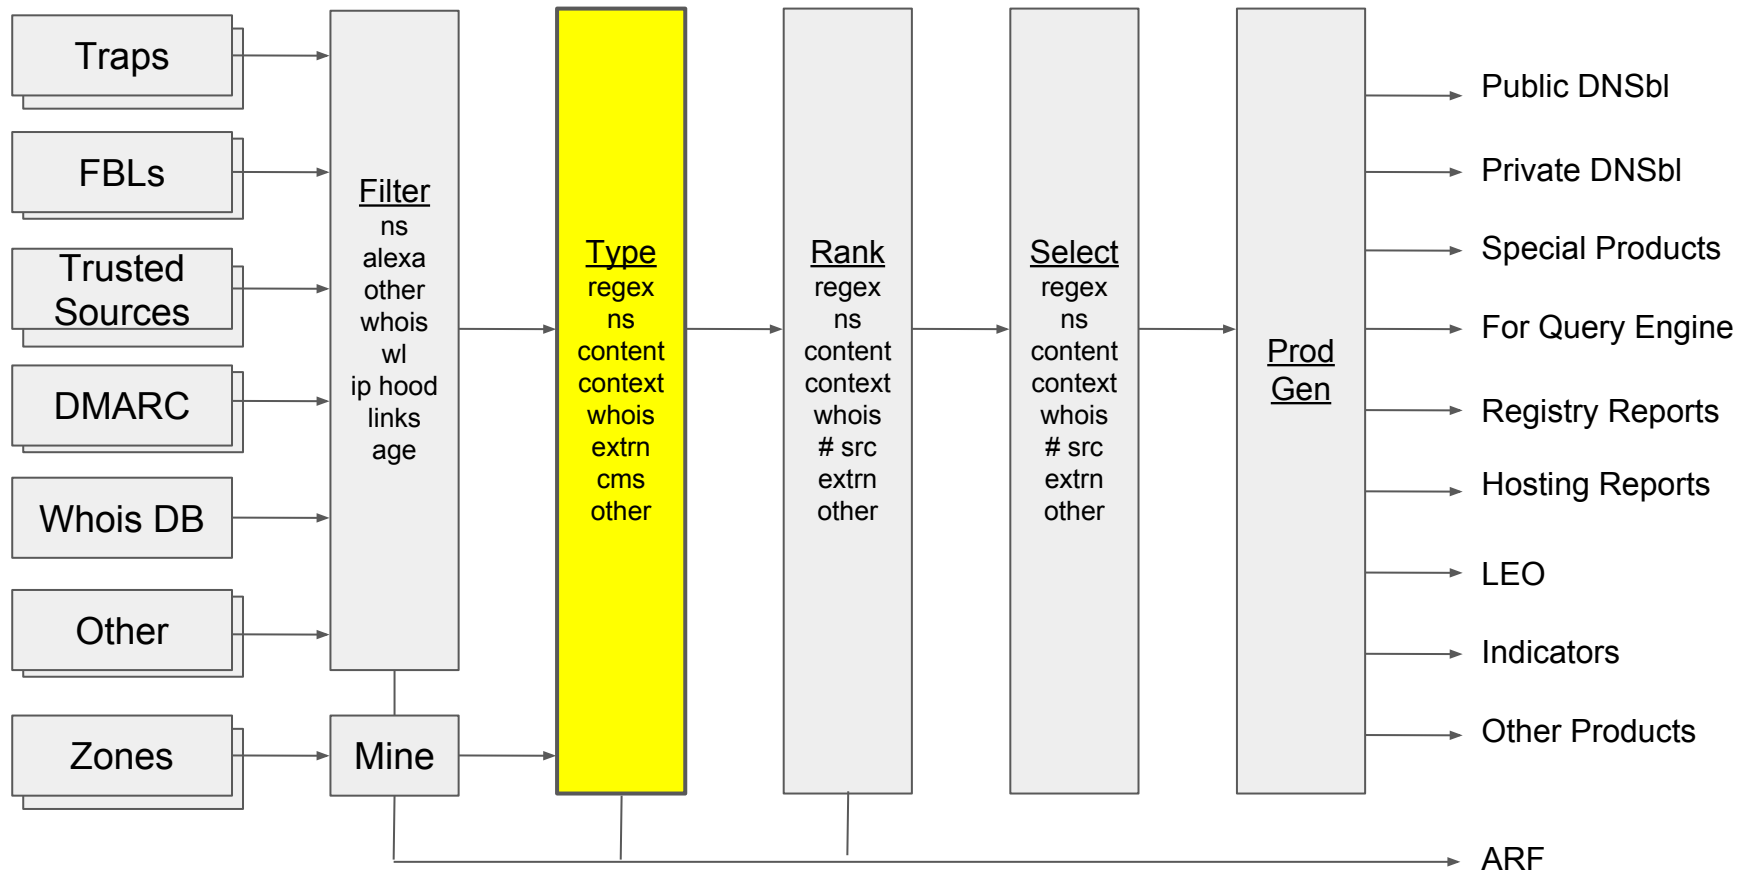 Traps
FBLs
Trusted
Sources
DMARC
Whois DB
Other
Zones
Filter
ns
alexa
other
whois
wl
ip hood
links
age
Mine
Type
regex
ns
content
context
whois
extrn
cms
other
Rank
regex
ns
content
context
whois
# src
extrn
other
Select
regex
ns
content
context
whois
# src
extrn
other
Prod
Gen
Public DNSbl
Private DNSbl
Special Products
For Query Engine
Registry Reports
Hosting Reports
LEO
Indicators
Other Products
ARF